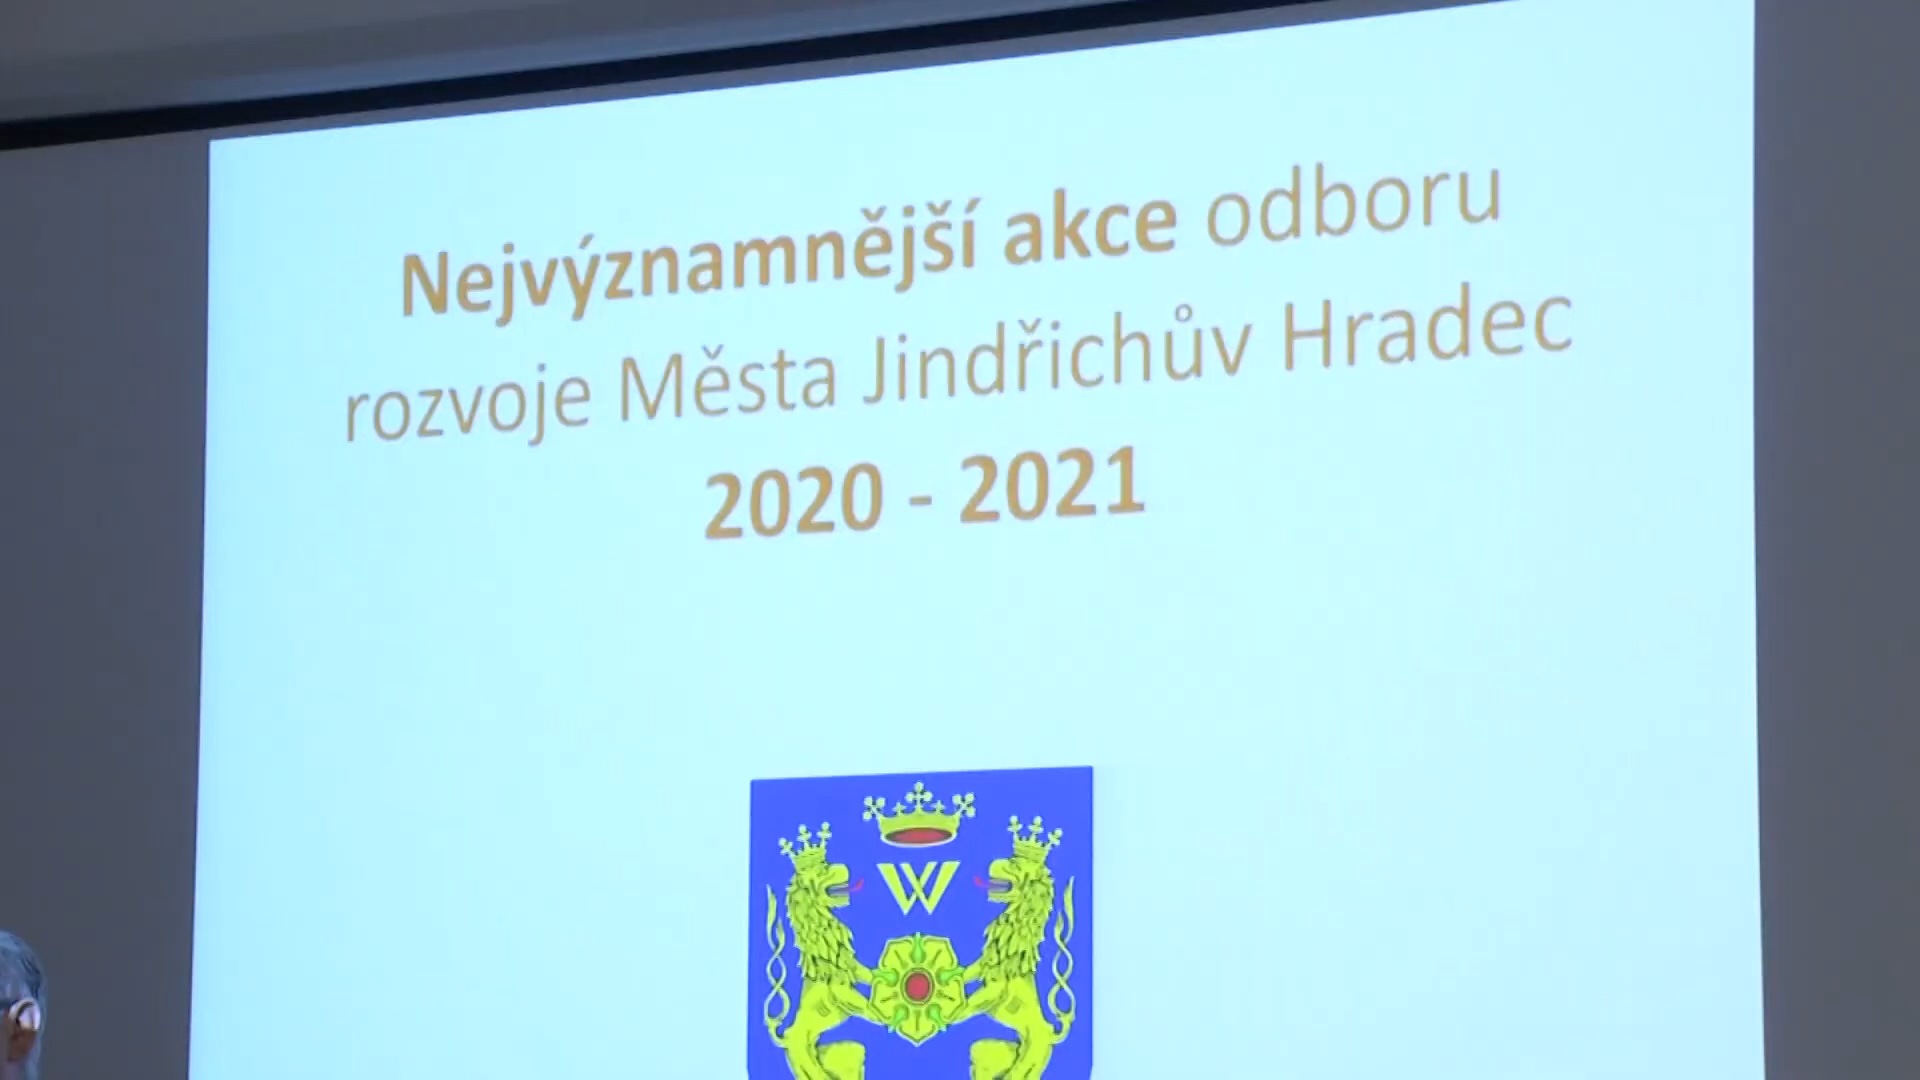 Nejvýznamnější akce odboru
rozvoje Města Jindřichův Hradec
2020 - 2021
W